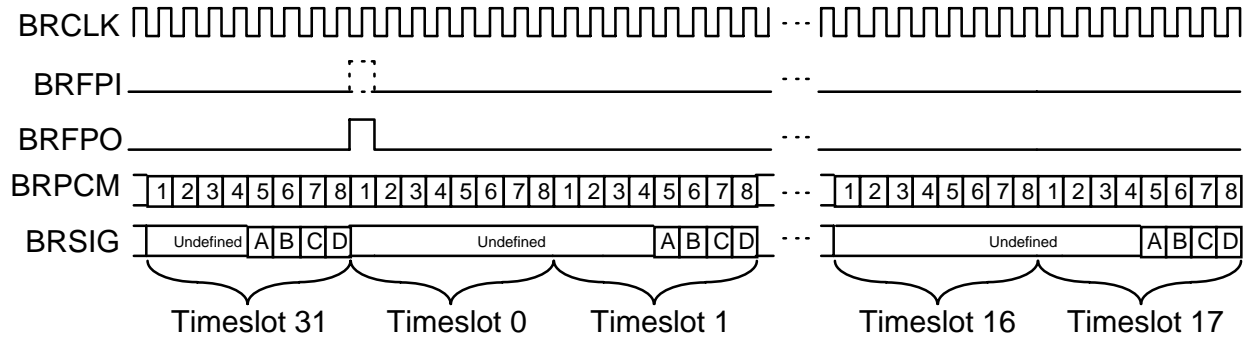 BRCLK ...
BRFPI ...
BRFPO ...
BRPCM 1 2 3 4 5 6 7 8 1 2 3 4 5 6 7 8 1 2 3 4 5 6 7 8 ... 1 2 3 4 5 6 7 8 1 2 3 4 5 6 7 8
BRSIG Undefined A B C D Undefined A B C D ... Undefined A B C D
Timeslot 31 Timeslot 0 Timeslot 1 Timeslot 16 Timeslot 17